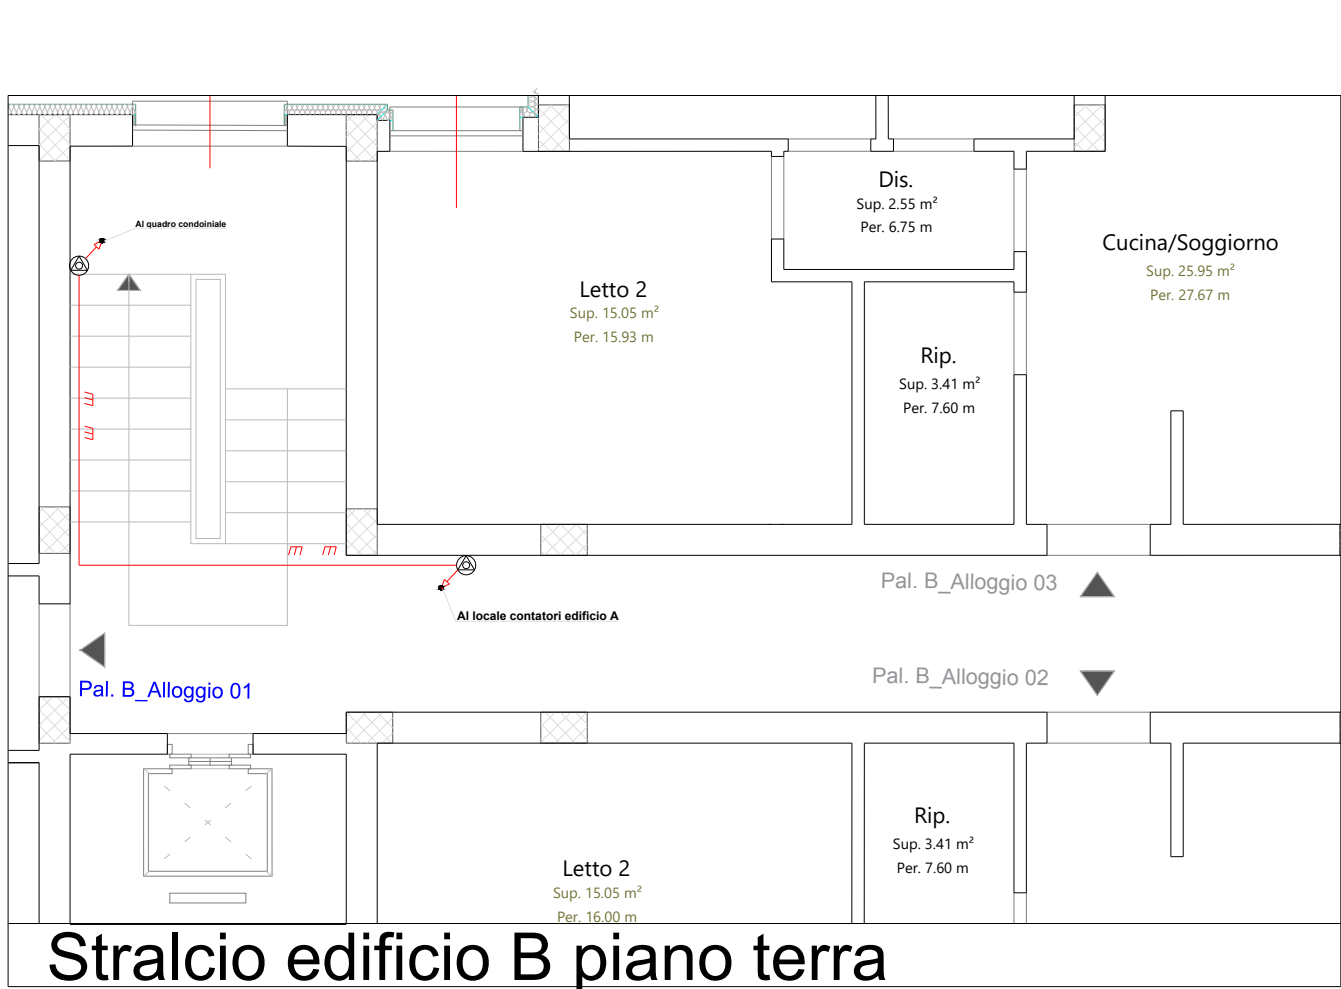 Al quadro condoiniale
Dis.
Sup. 2.55 m²
Per. 6.75 m
Cucina/Soggiorno
Sup. 25.95 m²
Per. 27.67 m
Letto 2
Sup. 15.05 m²
Per. 15.93 m
Rip.
Sup. 3.41 m²
Per. 7.60 m
Al locale contatori edificio A
Pal. B_Alloggio 03
Pal. B_Alloggio 02
Pal. B_Alloggio 01
Rip.
Sup. 3.41 m²
Per. 7.60 m
Letto 2
Sup. 15.05 m²
Per. 16.00 m
Stralcio edificio B piano terra